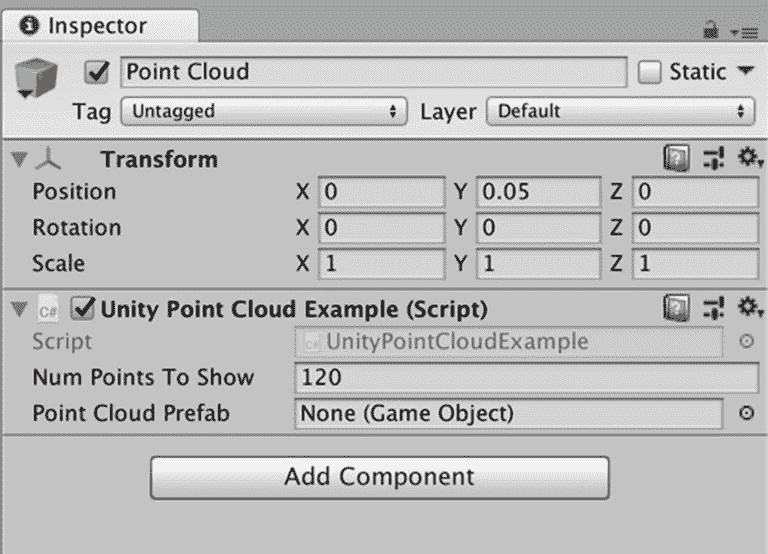 Inspector
Point Cloud Static
Tag Untagged Layer Default
Transform
Position X 0 Y 0.05 Z 0
Rotation X 0 Y 0 Z 0
Scale X 1 Y 1 Z 1
C# Unity Point Cloud Example (Script)
Script UnityPointCloudExample
Num Points To Show 120
Point Cloud Prefab None (Game Object)
Add Component